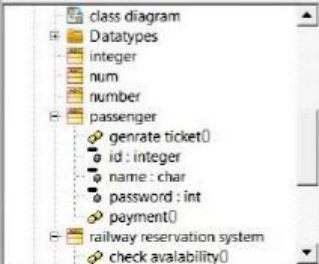 class diagram
Datatypes
integer
num
number
passenger
genrate ticket()
id : integer
name : char
password : int
payment()
railway reservation system
check avalability()